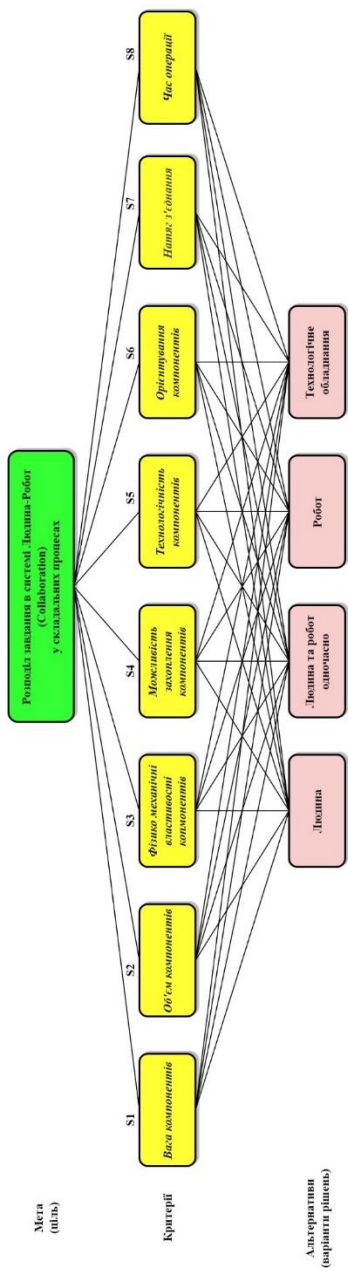 Мета
(ціль)
Розподіл завдання в системі Людина-Робот
(Collaboration)
у складальних процесах
Критерії
S1
Вага компонентів
S2
Об'єм компонентів
S3
Фізико механічні
властивості
компонентів
S4
Можливість
захоплення
компонентів
S5
Технологічність
компонентів
S6
Орієнтування
компонентів
S7
Натяг з'єднання
S8
Час операції
Альтернативи
(варіанти рішень)
Людина
Людина та робот
одночасно
Робот
Технологічне
обладнання